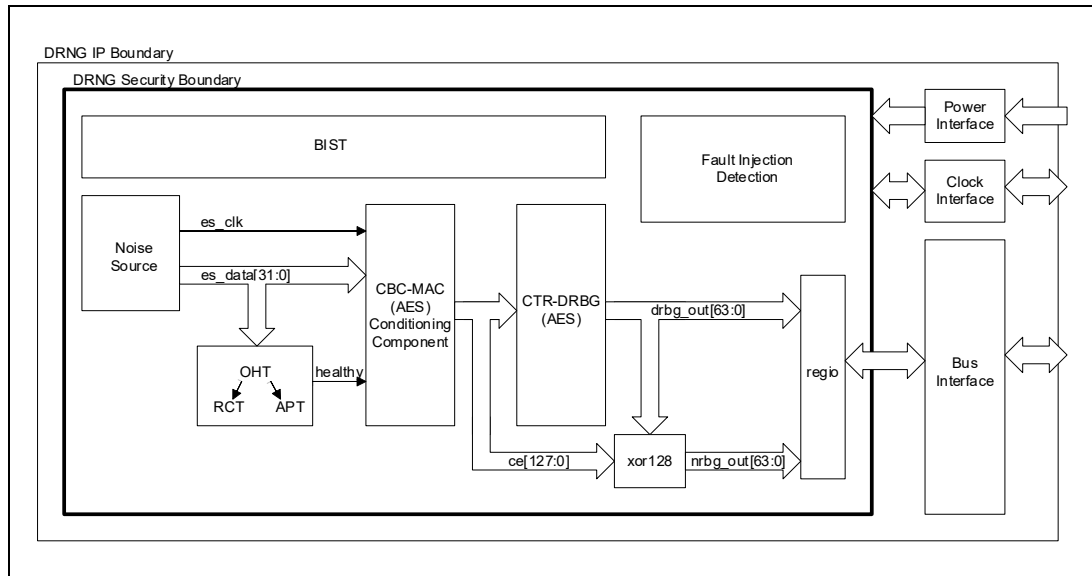 DRNG IP Boundary
DRNG Security Boundary
BIST
Fault Injection
Detection
Power
Interface
Clock
Interface
Noise
Source
es_clk
es_data[31:0]
CBC-MAC
(AES)
Conditioning
Component
CTR-DRBG
(AES)
drbg_out[63:0]
regio
Bus
Interface
OHT
RCT
APT
healthy
ce[127:0]
xor128
nrbg_out[63:0]